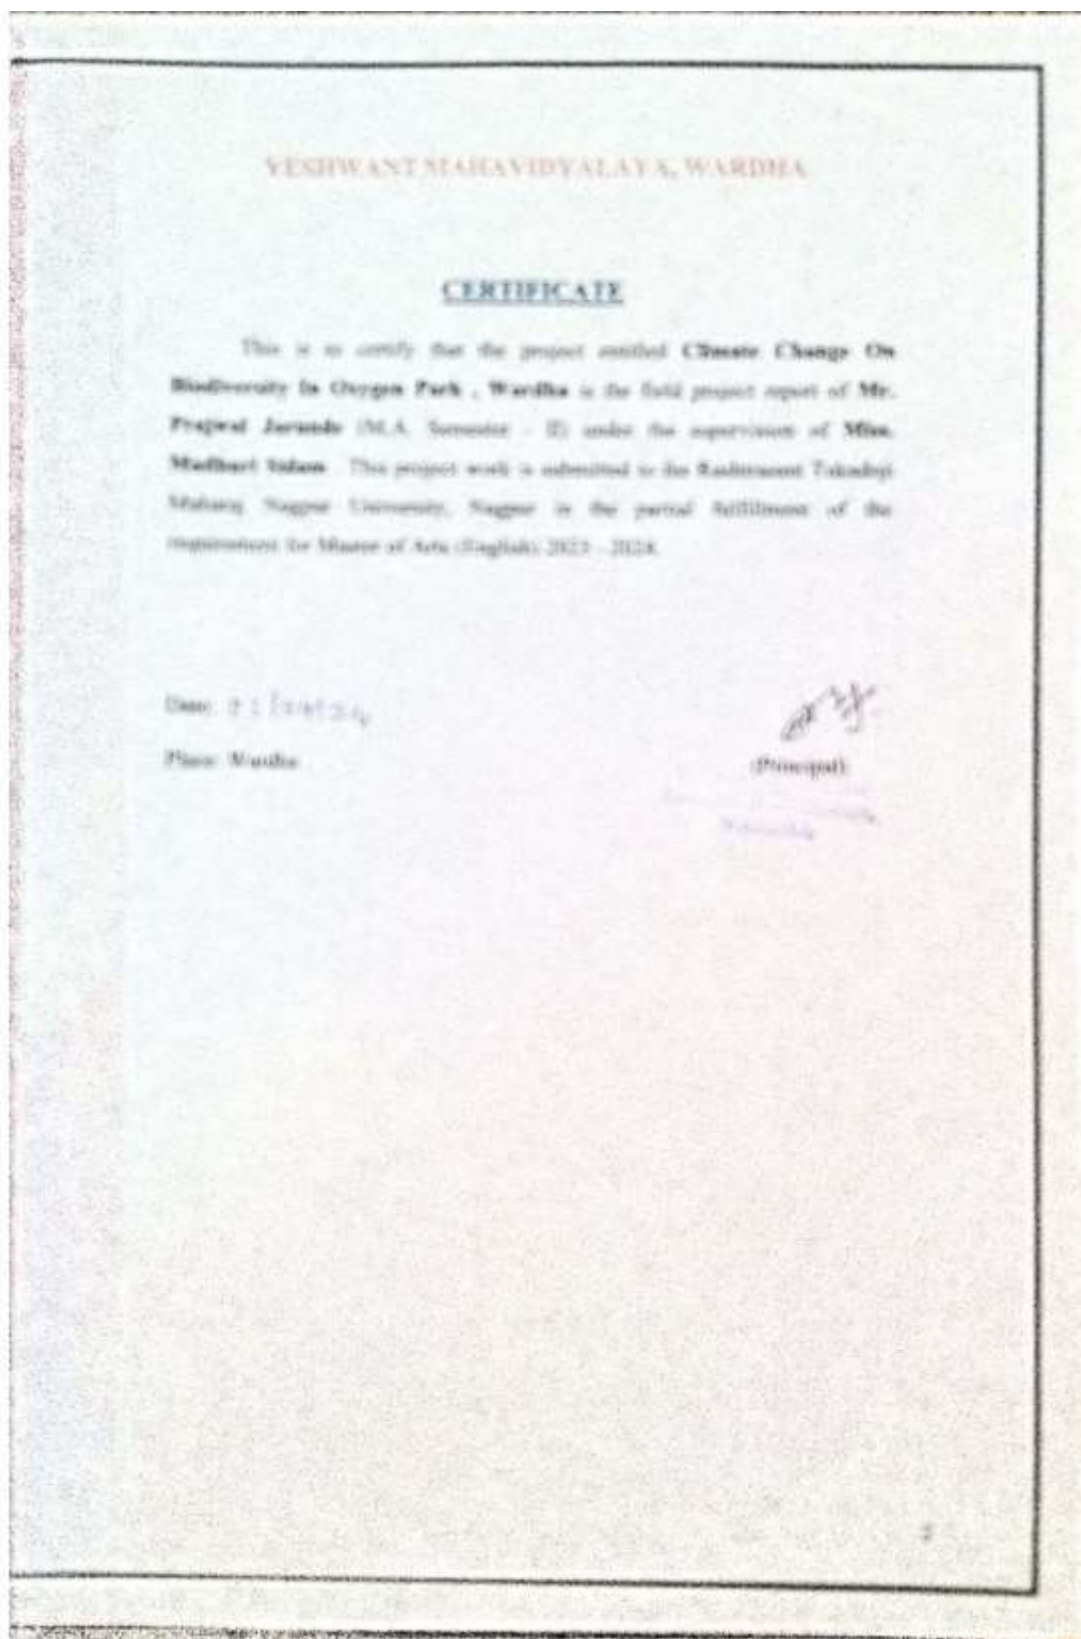 YESHWANT MAHAVIDYALAYA, WARDHA
CERTIFICATE
This is to certify that the project entitled Climate Change On
Biodiversity In Oxygen Park , Wardha is the field project report of Mr.
Prajwal (M.A. Semester - II) under the supervision of Miss.
Madhuri This project work is submitted to the Rashtrasant Tukadoji
Maharaj Nagpur University, Nagpur in the partial fulfillment of the
requirement for Master of Arts (English) 2023 - 2024.
Date:
Place: Wardha
(Principal)